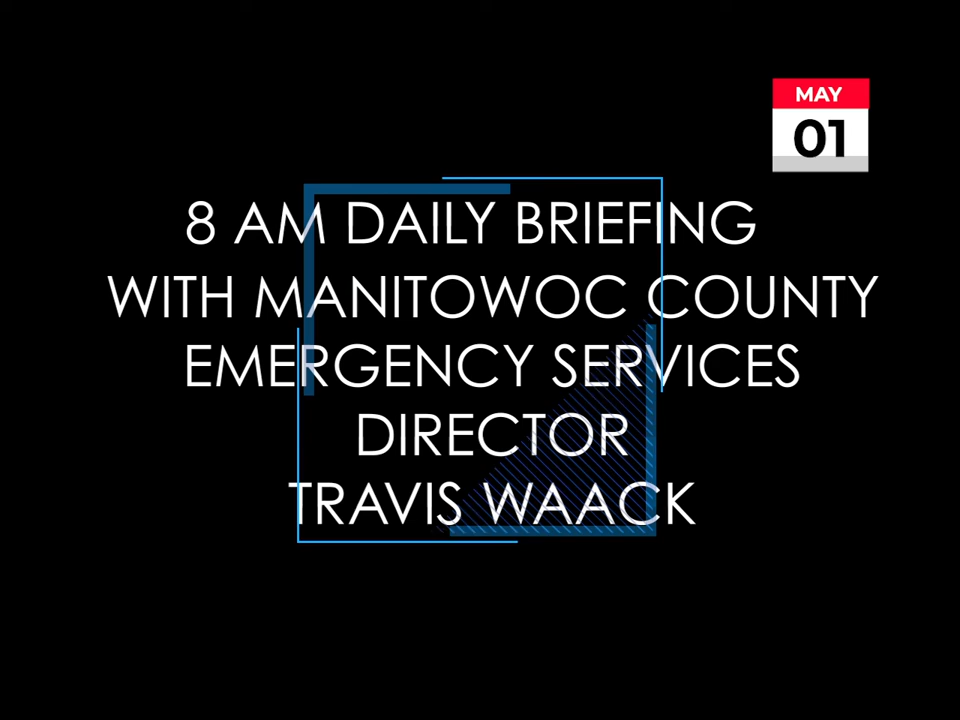 MAY
01
8 AM DAILY BRIEFING
WITH MANITOWOC COUNTY
EMERGENCY SERVICES
DIRECTOR
TRAVIS WAACK